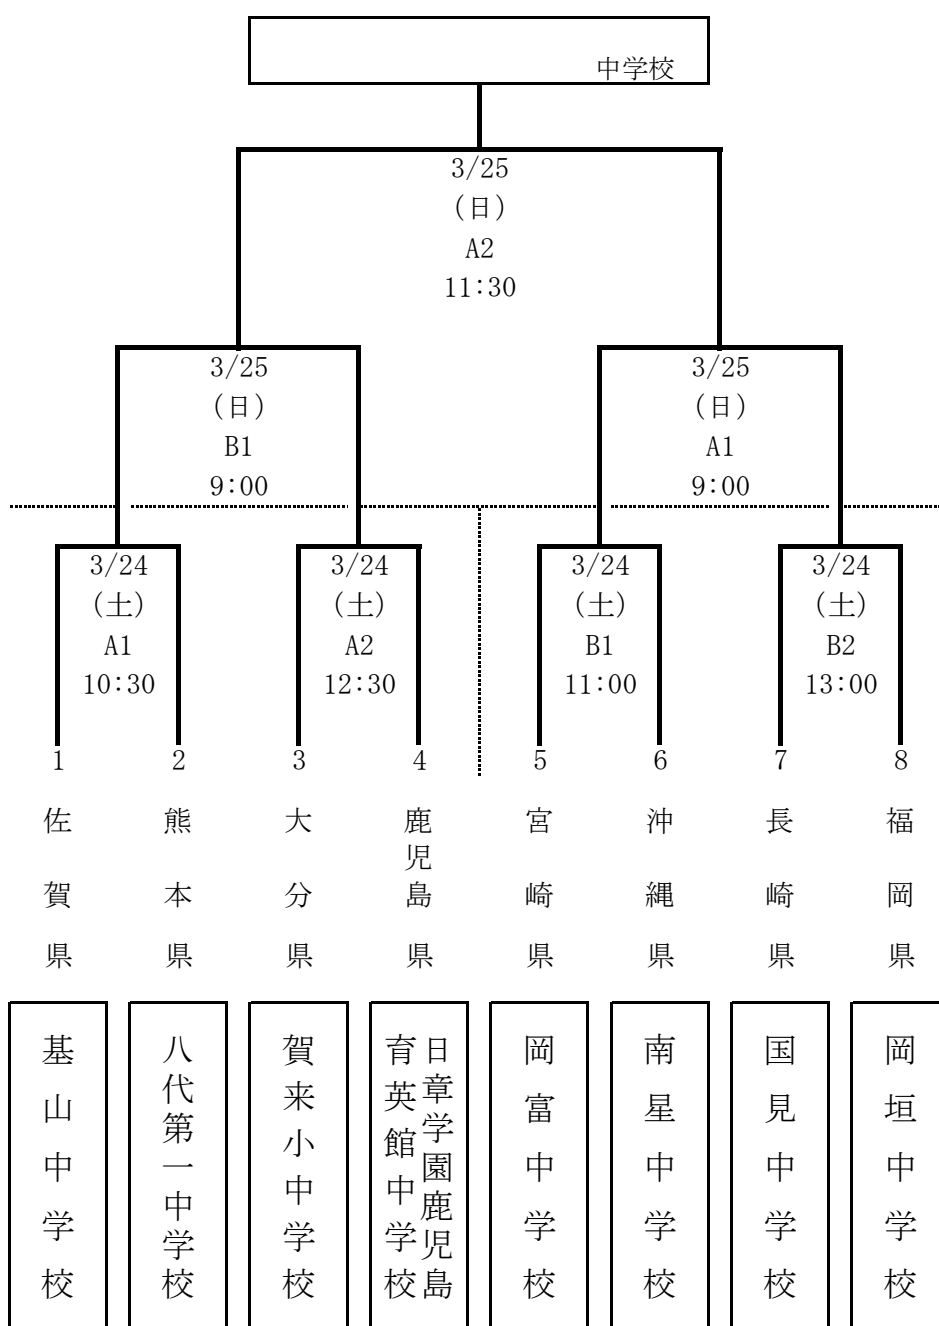 中学校
3/25
(日)
A2
11:30
3/25
(日)
B1
9:00
3/25
(日)
A1
9:00
3/24
(土)
A1
10:30
3/24
(土)
A2
12:30
3/24
(土)
B1
11:00
3/24
(土)
B2
13:00
1
2
3
4
5
6
7
8
佐賀県
熊本県
大分県
鹿児島県
宮崎県
沖縄県
長崎県
福岡県
基山中学校
八代第一中学校
賀来小中学校
日章学園鹿児島
育英館中学校
岡富中学校
南星中学校
国見中学校
岡垣中学校